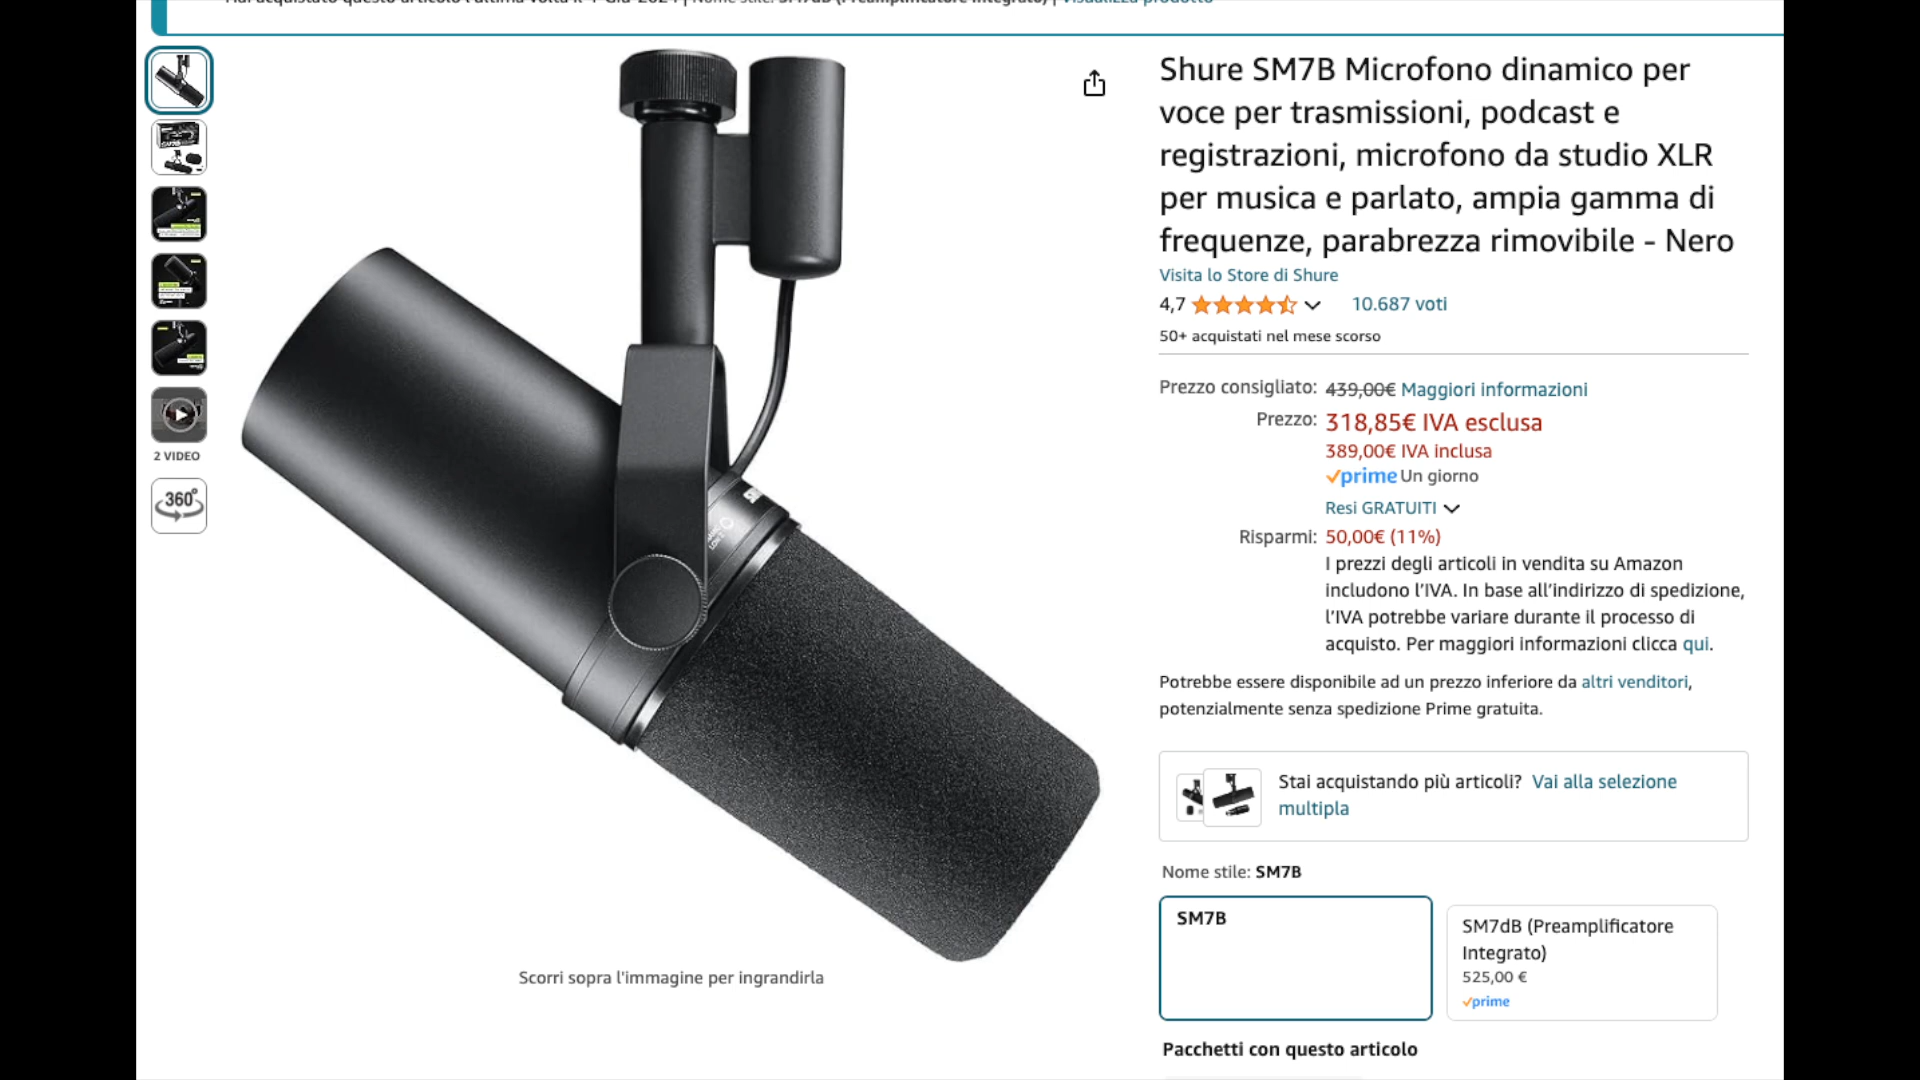 Shure SM7B Microfono dinamico per
voce per trasmissioni, podcast e
registrazioni, microfono da studio XLR
per musica e parlato, ampia gamma di
frequenze, parabrezza rimovibile - Nero
Visita lo Store di Shure
4,7
10.687 voti
50+ acquistati nel mese scorso
Prezzo consigliato: 439,00€ Maggiori informazioni
Prezzo: 318,85€ IVA esclusa
389,00€ IVA inclusa
prime Un giorno
Resi GRATUITI
Risparmi: 50,00€ (11%)
I prezzi degli articoli in vendita su Amazon
includono l’IVA. In base all’indirizzo di spedizione,
l’IVA potrebbe variare durante il processo di
acquisto. Per maggiori informazioni clicca qui.
Potrebbe essere disponibile ad un prezzo inferiore da altri venditori,
potenzialmente senza spedizione Prime gratuita.
Stai acquistando più articoli? Vai alla selezione
multipla
Nome stile: SM7B
SM7B
SM7dB (Preamplificatore
Integrato)
525,00 €
prime
Pacchetti con questo articolo
2 VIDEO
360°
Scorri sopra l'immagine per ingrandirla